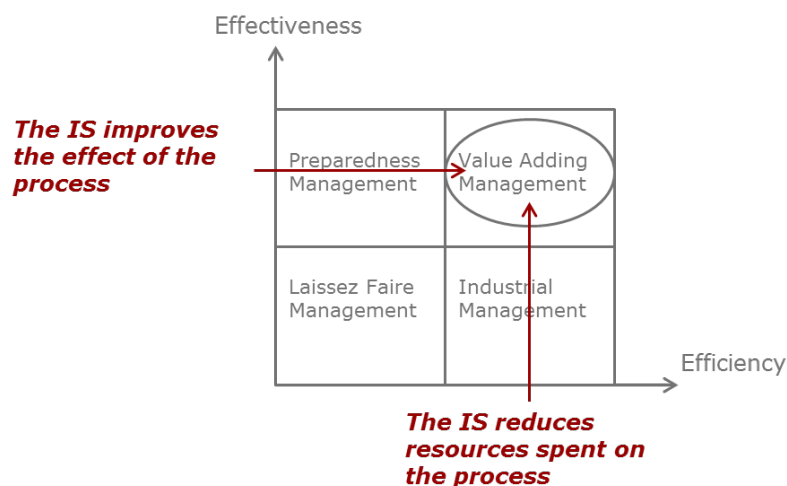 Effectiveness
The IS improves
the effect of the
process
Preparedness
Management
Value Adding
Management
Laissez Faire
Management
Industrial
Management
Efficiency
The IS reduces
resources spent on
the process